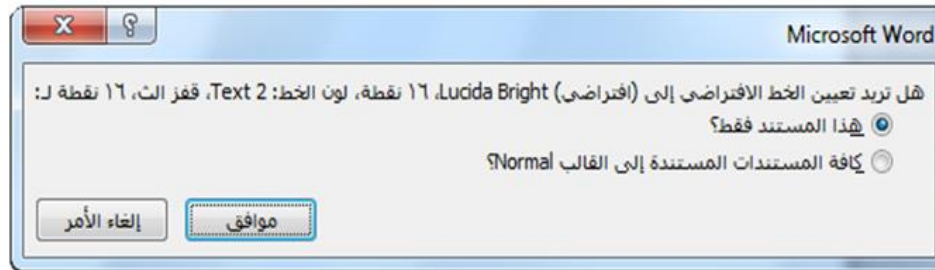 Microsoft Word
هل تريد تعيين الخط الافتراضي إلى (افتراضي) Lucida Bright، ١٦ نقطة، لون الخط: Text 2، قفز الث، ١٦ نقطة لـ:
هذا المستند فقط؟
كافة المستندات المستندة إلى القالب Normal؟
موافق
إلغاء الأمر